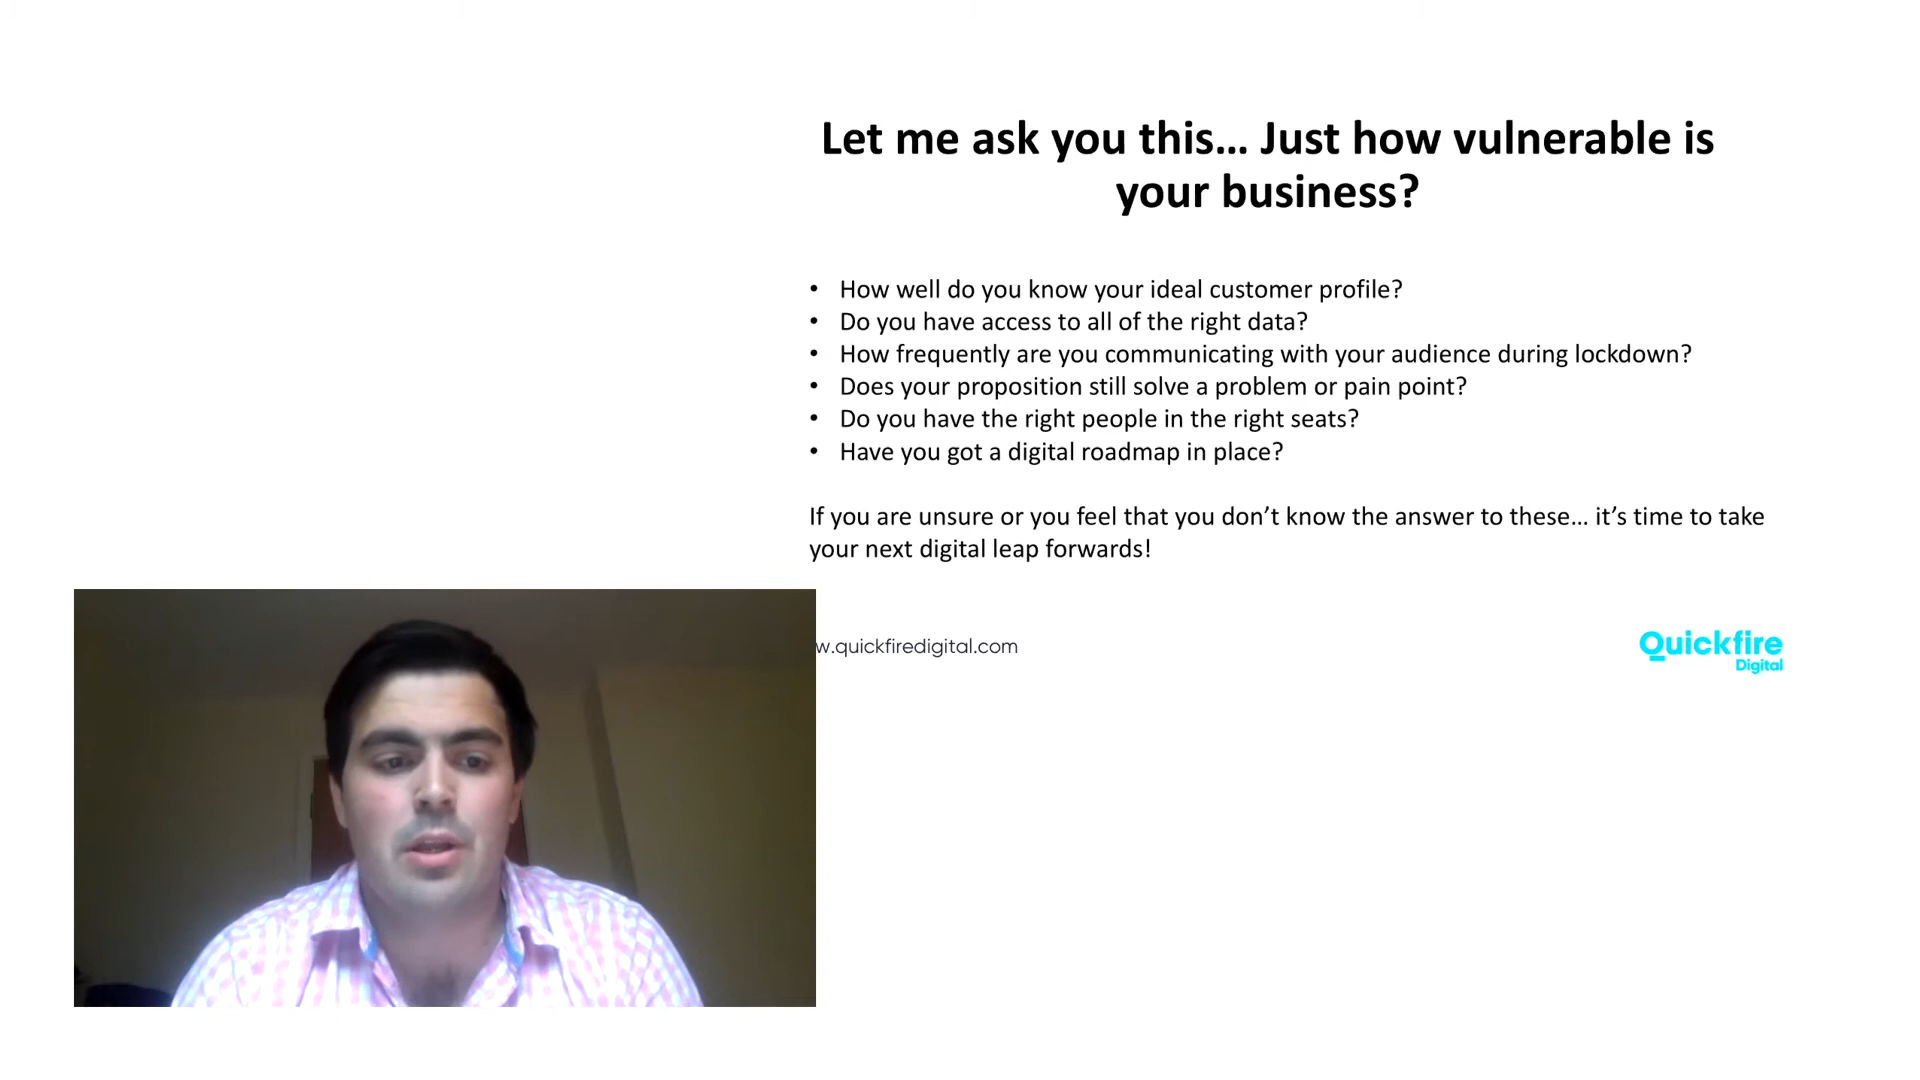 Let me ask you this… Just how vulnerable is
your business?
• How well do you know your ideal customer profile?
• Do you have access to all of the right data?
• How frequently are you communicating with your audience during lockdown?
• Does your proposition still solve a problem or pain point?
• Do you have the right people in the right seats?
• Have you got a digital roadmap in place?
If you are unsure or you feel that you don’t know the answer to these… it’s time to take
your next digital leap forwards!
w.quickfiredigital.com
Quickfire
Digital